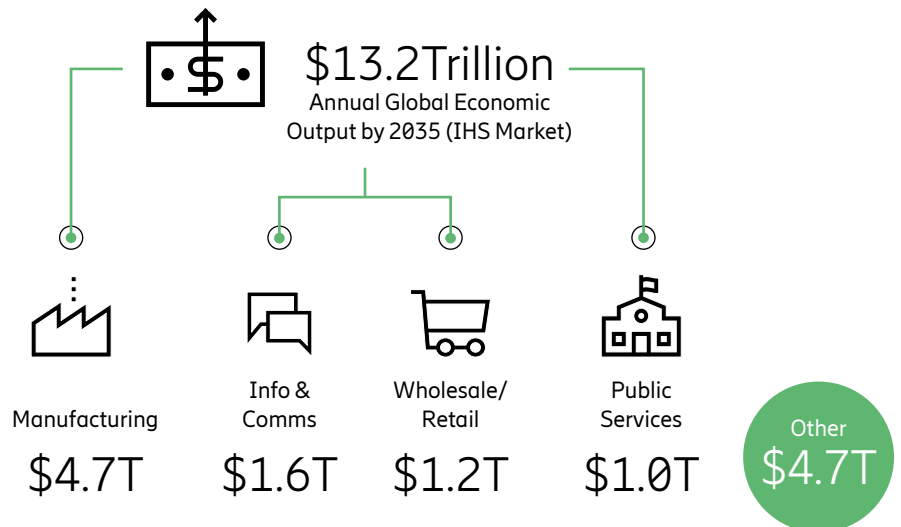 $13.2Trillion
Annual Global Economic
Output by 2035 (IHS Market)
Manufacturing
$4.7T
Info &
Comms
$1.6T
Wholesale/
Retail
$1.2T
Public
Services
$1.0T
Other
$4.7T